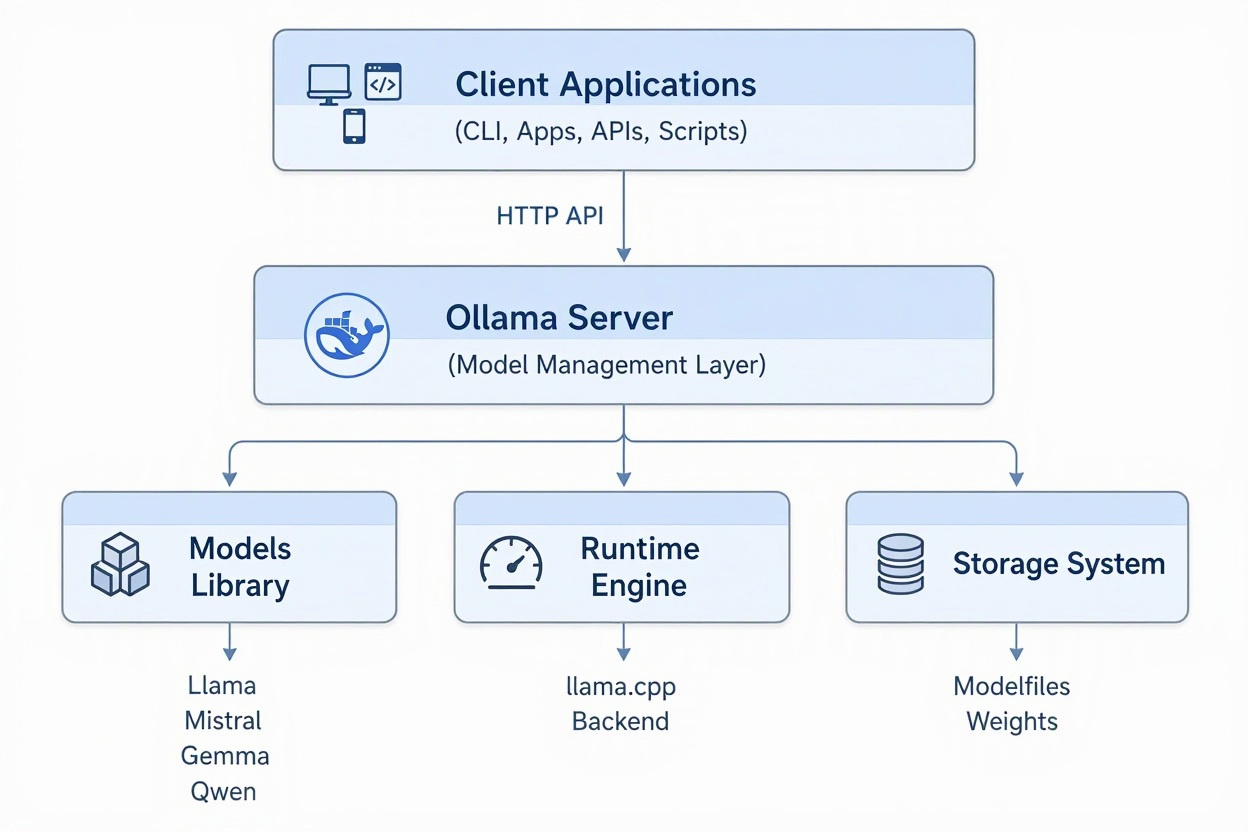 </>
Client Applications
(CLI, Apps, APIs, Scripts)
HTTP API
Ollama Server
(Model Management Layer)
Models
Library
Runtime
Engine
Storage System
Llama
Mistral
Gemma
Qwen
llama.cpp
Backend
Modelfiles
Weights